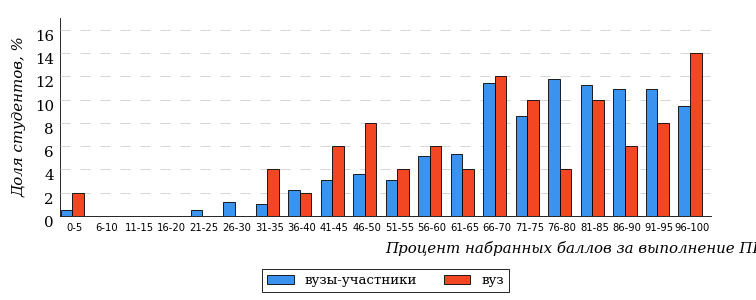 Доля студентов, %
16
14
12
10
8
6
4
2
0
0-5 6-10 11-15 16-20 21-25 26-30 31-35 36-40 41-45 46-50 51-55 56-60 61-65 66-70 71-75 76-80 81-85 86-90 91-95 96-100
Процент набранных баллов за выполнение
вузы-участники вуз